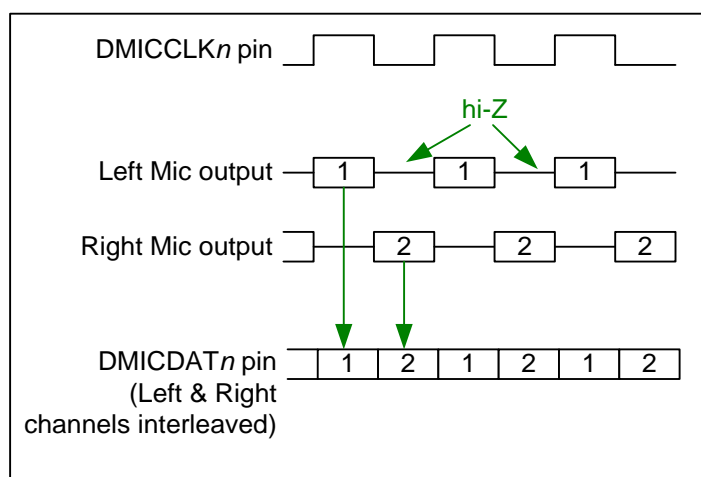 DMICCLKn pin
hi-Z
Left Mic output
1 1 1
Right Mic output
2 2 2
DMICDATn pin
(Left & Right
channels interleaved)
1 2 1 2 1 2